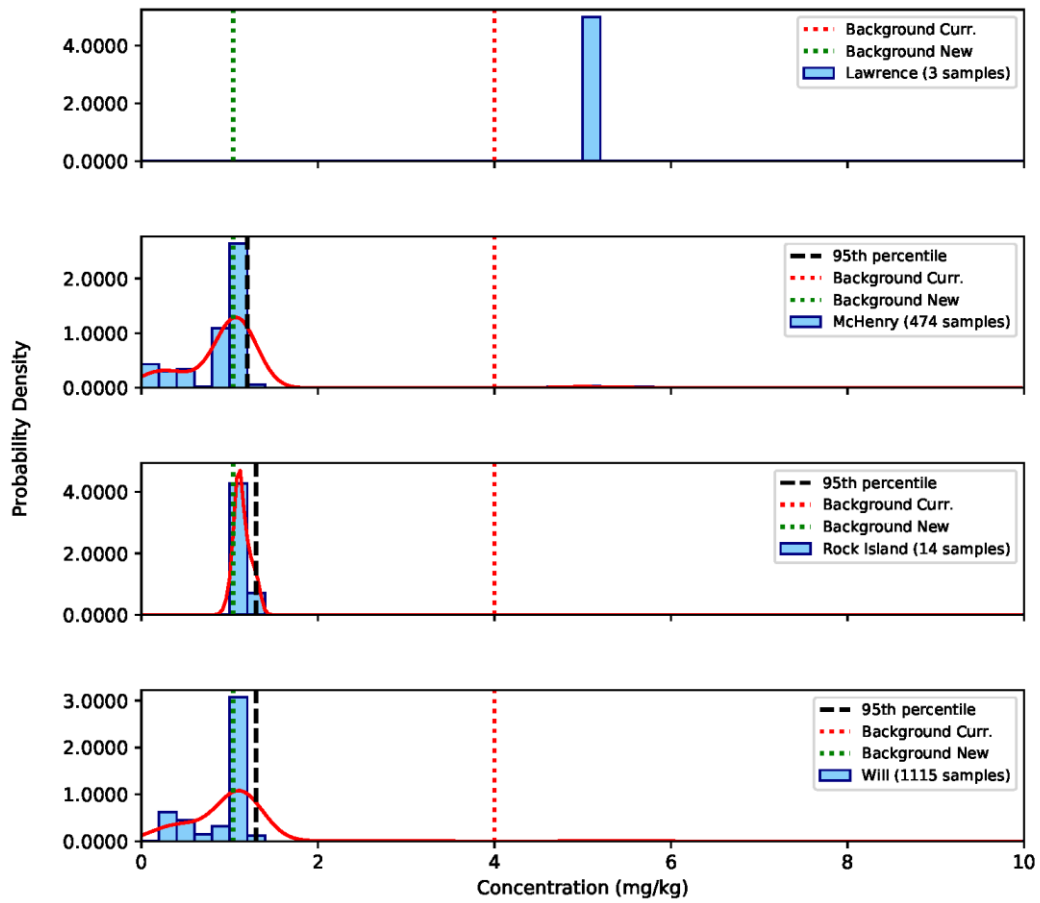 4.0000
2.0000
0.0000
Background Curr.
Background New
Lawrence (3 samples)
2.0000
1.0000
0.0000
95th percentile
Background Curr.
Background New
McHenry (474 samples)
Probability Density
4.0000
2.0000
0.0000
95th percentile
Background Curr.
Background New
Rock Island (14 samples)
3.0000
2.0000
1.0000
0.0000
95th percentile
Background Curr.
Background New
Will (1115 samples)
0 2 4 6 8 10
Concentration (mg/kg)